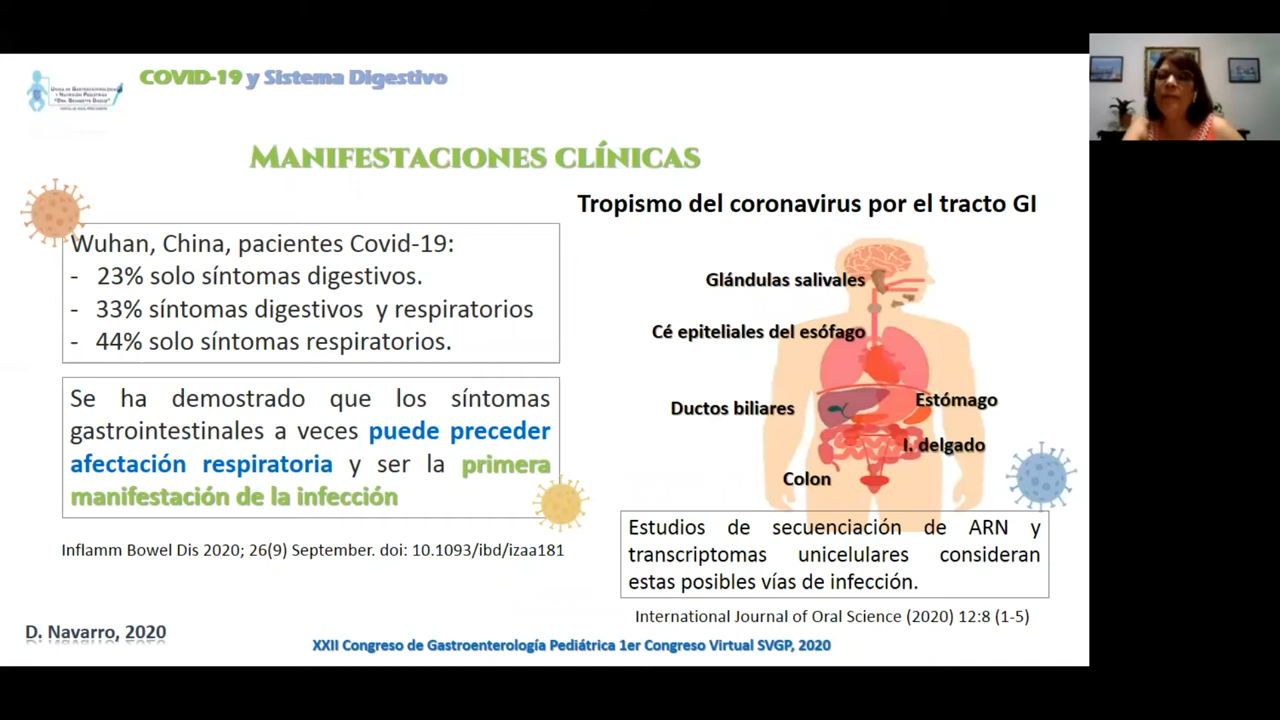 COVID-19 y Sistema Digestivo
MANIFESTACIONES CLÍNICAS
Wuhan, China, pacientes Covid-19:
- 23% solo síntomas digestivos.
- 33% síntomas digestivos y respiratorios
- 44% solo síntomas respiratorios.
Se ha demostrado que los síntomas
gastrointestinales a veces puede preceder
afectación respiratoria y ser la primera
manifestación de la infección
Inflamm Bowel Dis 2020; 26(9) September. doi: 10.1093/ibd/izaa181
Tropismo del coronavirus por el tracto GI
Glándulas salivales
Cé epiteliales del esófago
Ductos biliares
Estómago
I. delgado
Colon
Estudios de secuenciación de ARN y
transcriptomas unicelulares consideran
estas posibles vías de infección.
International Journal of Oral Science (2020) 12:8 (1-5)
D. Navarro, 2020
XXII Congreso de Gastroenterología Pediátrica 1er Congreso Virtual SVGP, 2020